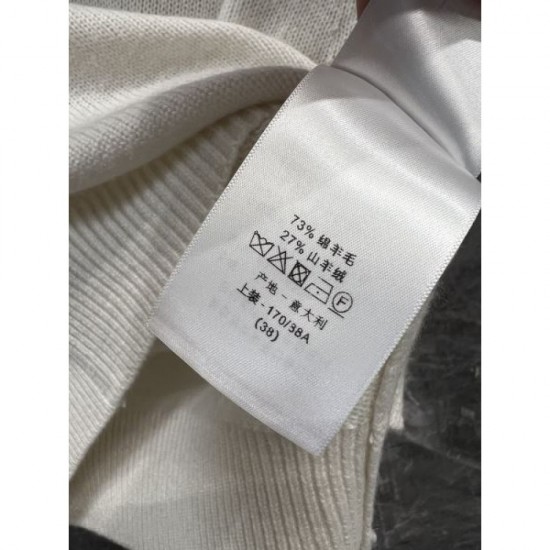 73% 绵羊毛
27% 山羊绒
F
产地 - 意大利
上装 - 170/38A
(38)